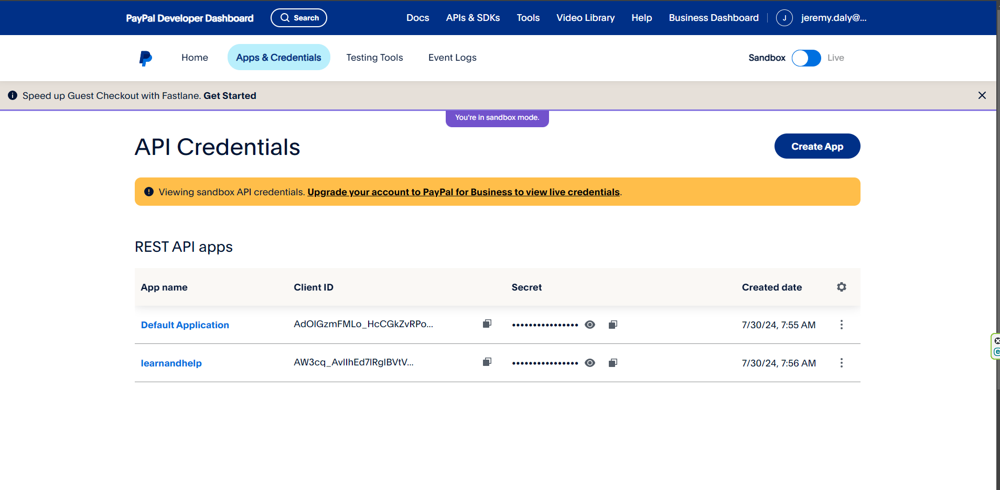 PayPal Developer Dashboard Search Docs APIs & SDKs Tools Video Library Help Business Dashboard J jeremy.daly@...
Home Apps & Credentials Testing Tools Event Logs Sandbox Live
Speed up Guest Checkout with Fastlane. Get Started
You're in sandbox mode.
API Credentials Create App
Viewing sandbox API credentials. Upgrade your account to PayPal for Business to view live credentials.
REST API apps
App name Client ID Secret Created date
Default Application AdOlGzmFMLo_HcCGkZvRPo... •••••••••••••••• 7/30/24, 7:55 AM
learnandhelp AW3cq_AvlIhEd7lRglBVtV... •••••••••••••••• 7/30/24, 7:56 AM